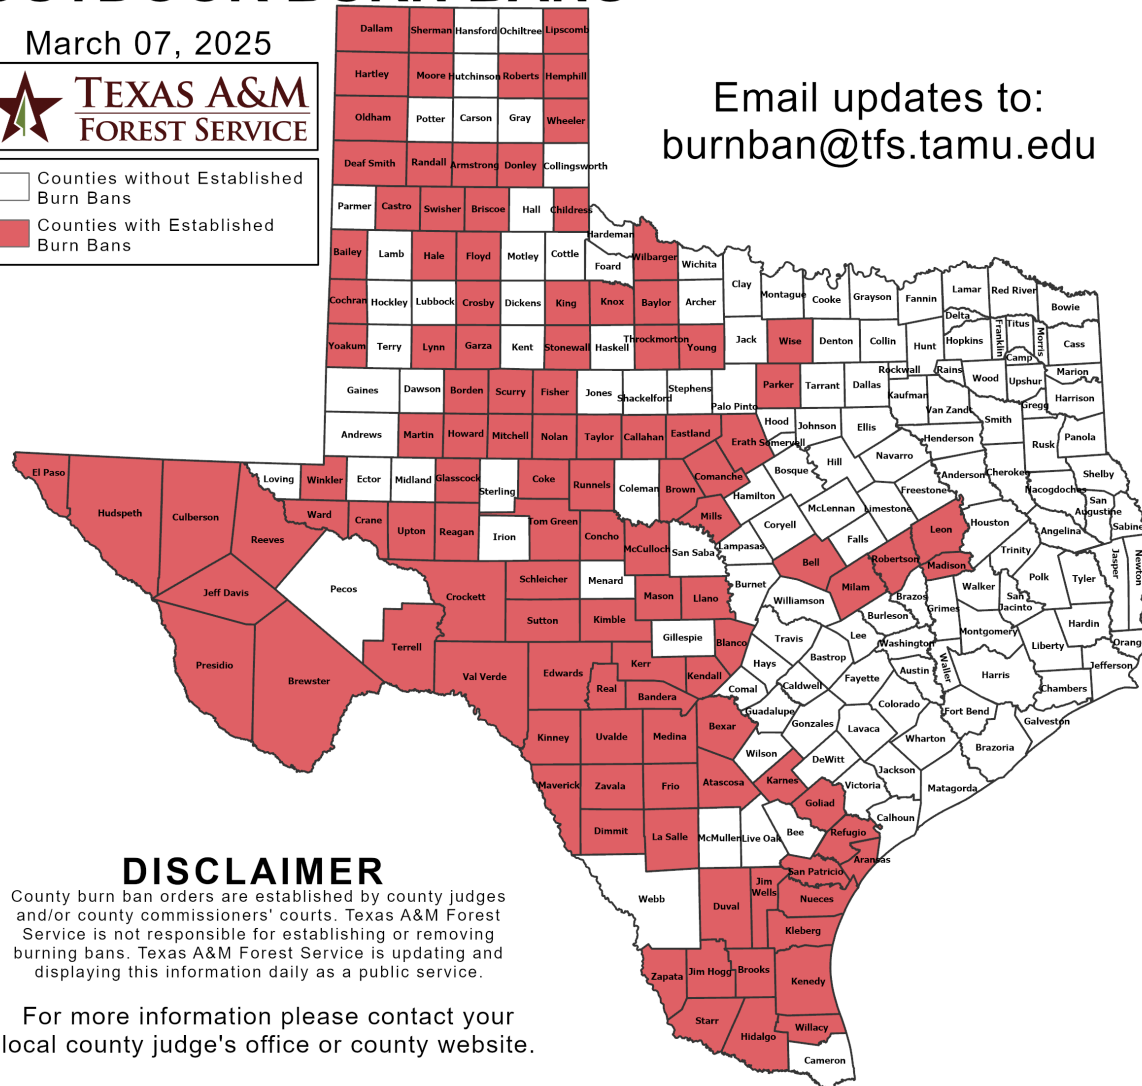 March 07, 2025
TEXAS A&M
FOREST SERVICE
Counties without Established
Burn Bans
Counties with Established
Burn Bans
Email updates to:
burnban@tfs.tamu.edu
Dallam
Sherman
Hansford
Ochiltree
Lipscomb
Hartley
Moore
Hutchinson
Roberts
Hemphill
Oldham
Potter
Carson
Gray
Wheeler
Deaf Smith
Randall
Armstrong
Donley
Collingsworth
Parmer
Castro
Swisher
Briscoe
Hall
Childress
Hardeman
Bailey
Lamb
Hale
Floyd
Motley
Cottle
Foard
Wilbarger
Wichita
Clay
Montague
Cooke
Grayson
Fannin
Lamar
Red River
Bowie
Cochran
Hockley
Lubbock
Crosby
Dickens
King
Knox
Baylor
Archer
Delta
Titus
Franklin
Morris
Hopkins
Hunt
Cass
Camp
Yoakum
Terry
Lynn
Garza
Kent
Stonewall
Haskell
Throckmorton
Young
Jack
Wise
Denton
Collin
Rockwall
Rains
Wood
Upshur
Marion
Gaines
Dawson
Borden
Scurry
Fisher
Jones
Shackelford
Stephens
Palo Pinto
Parker
Tarrant
Dallas
Kaufman
Van Zandt
Smith
Gregg
Harrison
Andrews
Martin
Howard
Mitchell
Nolan
Taylor
Callahan
Eastland
Erath
Hood
Somervell
Johnson
Ellis
Henderson
Rusk
Panola
El Paso
Hudspeth
Culberson
Reeves
Loving
Winkler
Ector
Midland
Glasscock
Sterling
Coke
Runnels
Coleman
Brown
Comanche
Hamilton
Bosque
Hill
Navarro
Freestone
Anderson
Cherokee
Nacogdoches
Shelby
San
Augustine
Sabine
Ward
Crane
Upton
Reagan
Irion
Tom Green
Concho
McCulloch
San Saba
Mills
Lampasas
Coryell
McLennan
Limestone
Falls
Leon
Houston
Angelina
Trinity
Jeff Davis
Pecos
Crockett
Schleicher
Menard
Mason
Llano
Burnet
Bell
Milam
Robertson
Madison
Brazos
Grimes
Walker
San
Jacinto
Polk
Tyler
Jasper
Newton
Presidio
Brewster
Terrell
Val Verde
Sutton
Kimble
Gillespie
Blanco
Williamson
Travis
Lee
Burleson
Washington
Montgomery
Liberty
Hardin
Orang
Edwards
Kerr
Real
Bandera
Kendall
Hays
Comal
Caldwell
Bastrop
Fayette
Austin
Waller
Harris
Chambers
Jefferson
Kinney
Uvalde
Medina
Bexar
Guadalupe
Gonzales
Lavaca
Colorado
Wharton
Fort Bend
Galveston
Brazoria
Maverick
Zavala
Frio
Atascosa
Wilson
Karnes
DeWitt
Goliad
Victoria
Jackson
Matagorda
Calhoun
Dimmit
La Salle
McMullen
Live Oak
Bee
Refugio
Aransas
San Patricio
Webb
Duval
Jim
Wells
Nueces
Kleberg
Zapata
Jim Hogg
Brooks
Kenedy
Starr
Hidalgo
Willacy
Cameron
DISCLAIMER
County burn ban orders are established by county judges
and/or county commissioners' courts. Texas A&M Forest
Service is not responsible for establishing or removing
burning bans. Texas A&M Forest Service is updating and
displaying this information daily as a public service.
For more information please contact your
local county judge's office or county website.